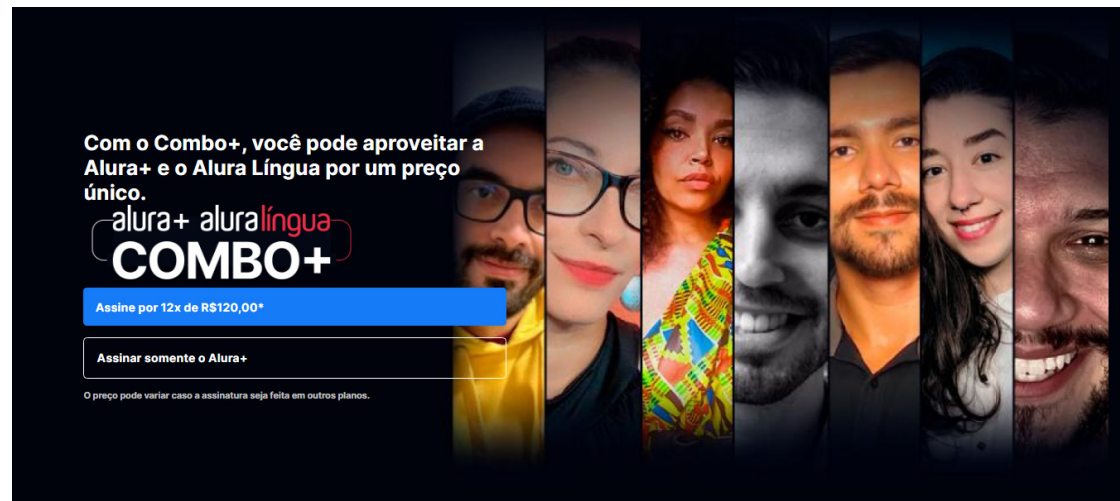 Com o Combo+, você pode aproveitar a
Alura+ e o Alura Língua por um preço
único.
alura+ aluralíngua
COMBO+
Assine por 12x de R$120,00*
Assinar somente o Alura+
O preço pode variar caso a assinatura seja feita em outros planos.